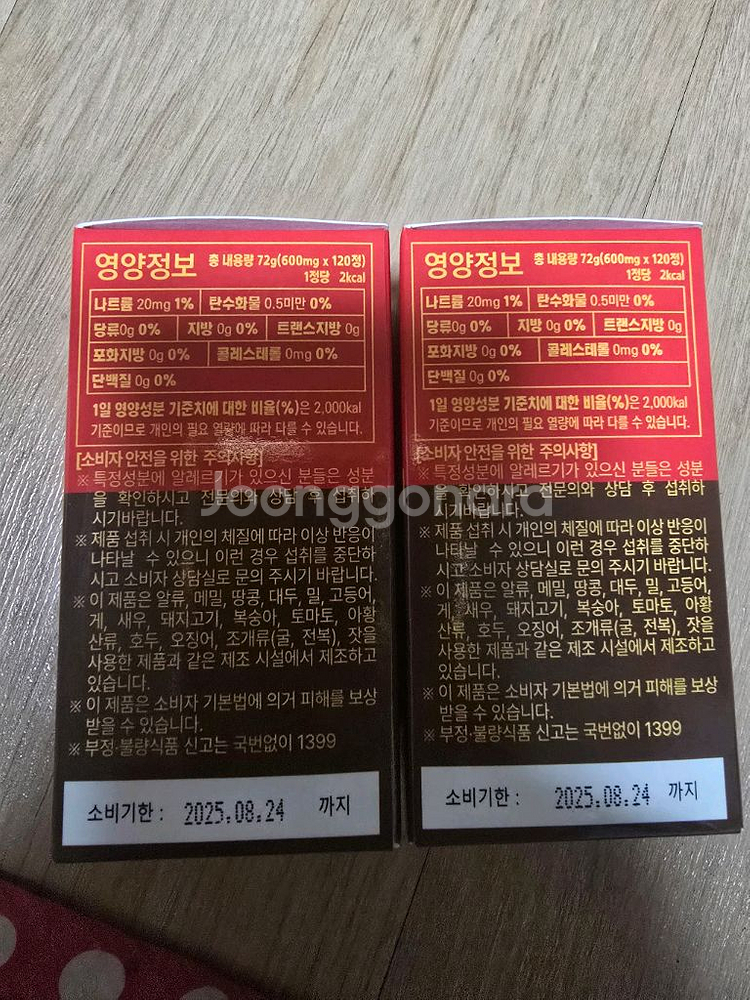 영양정보 총 내용량 72g(600mg x 120정)
1정당 2kcal
나트륨 20mg 1% 탄수화물 0.5미만 0%
당류0g 0% 지방 0g 0% 트랜스지방 0g
포화지방 0g 0% 콜레스테롤 0mg 0%
단백질 0g 0%
1일 영양성분 기준치에 대한 비율(%)은 2,000kal
기준이므로 개인의 필요 열량에 따라 다를 수 있습니다.
[소비자 안전을 위한 주의사항]
※ 특정성분에 알레르기가 있으신 분들은 성분
을 확인하시고 전문의와 상담 후 섭취하
시기바랍니다.
※ 제품 섭취 시 개인의 체질에 따라 이상 반응이
나타날 수 있으니 이런 경우 섭취를 중단하
시고 소비자 상담실로 문의 주시기 바랍니다.
※ 이 제품은 알류, 메밀, 땅콩, 대두, 밀, 고등어,
게, 새우, 돼지고기, 복숭아, 토마토, 아황
산류, 호두, 오징어, 조개류(굴, 전복), 잣을
사용한 제품과 같은 제조 시설에서 제조하고
있습니다.
※ 이 제품은 소비자 기본법에 의거 피해를 보상
받을 수 있습니다.
※ 부정·불량식품 신고는 국번없이 1399
소비기한 : 2025.08.24 까지
영양정보 총 내용량 72g(600mg x 120정)
1정당 2kcal
나트륨 20mg 1% 탄수화물 0.5미만 0%
당류0g 0% 지방 0g 0% 트랜스지방 0g
포화지방 0g 0% 콜레스테롤 0mg 0%
단백질 0g 0%
1일 영양성분 기준치에 대한 비율(%)은 2,000kal
기준이므로 개인의 필요 열량에 따라 다를 수 있습니다.
[소비자 안전을 위한 주의사항]
※ 특정성분에 알레르기가 있으신 분들은 성분
을 확인하시고 전문의와 상담 후 섭취하
시기바랍니다.
※ 제품 섭취 시 개인의 체질에 따라 이상 반응이
나타날 수 있으니 이런 경우 섭취를 중단하
시고 소비자 상담실로 문의 주시기 바랍니다.
※ 이 제품은 알류, 메밀, 땅콩, 대두, 밀, 고등어,
게, 새우, 돼지고기, 복숭아, 토마토, 아황
산류, 호두, 오징어, 조개류(굴, 전복), 잣을
사용한 제품과 같은 제조 시설에서 제조하고
있습니다.
※ 이 제품은 소비자 기본법에 의거 피해를 보상
받을 수 있습니다.
※ 부정·불량식품 신고는 국번없이 1399
소비기한 : 2025.08.24 까지
Joonggonara